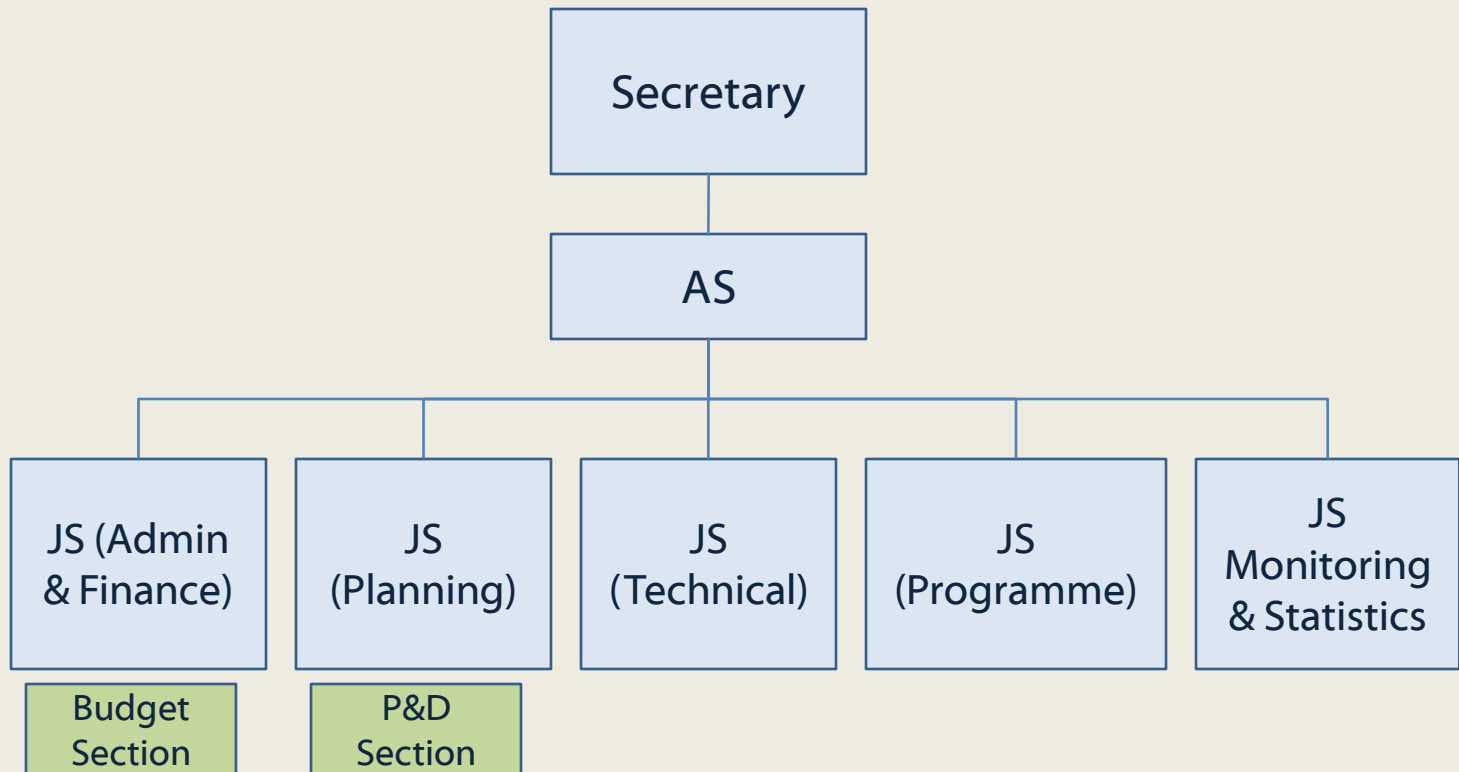 Secretary
AS
JS (Admin
& Finance)
JS
(Planning)
JS
(Technical)
JS
(Programme)
JS
Monitoring
& Statistics
Budget
Section
P&D
Section